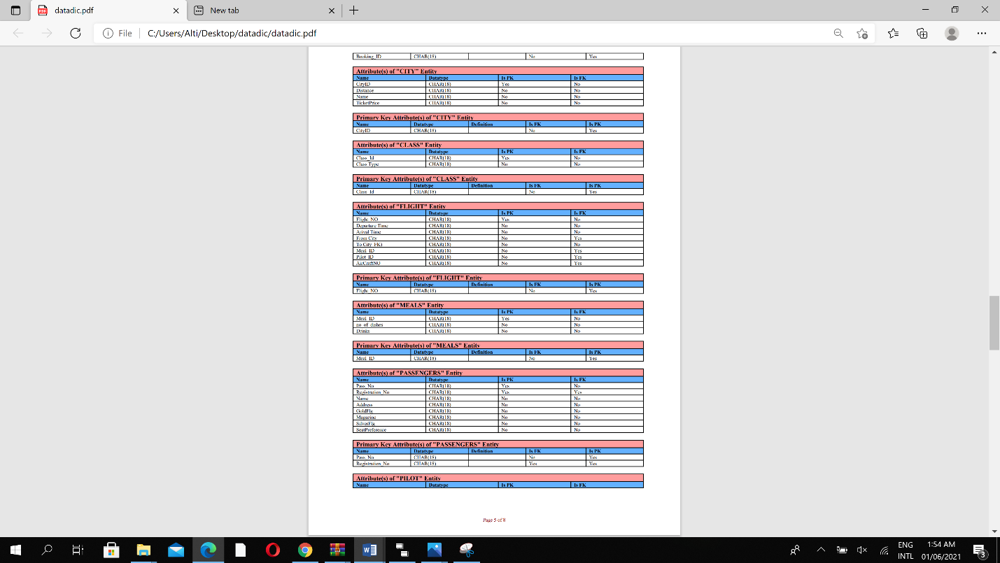 datadic.pdf
New tab
File
C:/Users/Alti/Desktop/datadic/datadic.pdf
Booking_ID CHAR(18) No Yes
Attribute(s) of "CITY" Entity
Name Datatype Is PK Is FK
CityID CHAR(18) Yes No
Distance CHAR(18) No No
Name CHAR(18) No No
TicketPrice CHAR(18) No No
Primary Key Attribute(s) of "CITY" Entity
Name Datatype Definition Is FK Is PK
CityID CHAR(18) No Yes
Attribute(s) of "CLASS" Entity
Name Datatype Is PK Is FK
Class_Id CHAR(18) Yes No
Class Type CHAR(18) No No
Primary Key Attribute(s) of "CLASS" Entity
Name Datatype Definition Is FK Is PK
Class_Id CHAR(18) No Yes
Attribute(s) of "FLIGHT" Entity
Name Datatype Is PK Is FK
Flight_NO CHAR(18) Yes No
Departure Time CHAR(18) No No
Arival Time CHAR(18) No No
From City CHAR(18) No Yes
To City_FK) CHAR(18) No No
Meal_ID CHAR(18) No Yes
Pilot_ID CHAR(18) No Yes
AirCraftNO CHAR(18) No Yes
Primary Key Attribute(s) of "FLIGHT" Entity
Name Datatype Definition Is FK Is PK
Flight_NO CHAR(18) No Yes
Attribute(s) of "MEALS" Entity
Name Datatype Is PK Is FK
Meal_ID CHAR(18) Yes No
no_of_dishes CHAR(18) No No
Drinks CHAR(18) No No
Primary Key Attribute(s) of "MEALS" Entity
Name Datatype Definition Is FK Is PK
Meal_ID CHAR(18) No Yes
Attribute(s) of "PASSENGERS" Entity
Name Datatype Is PK Is FK
Pass_No CHAR(18) Yes No
Registration_No CHAR(18) Yes Yes
Name CHAR(18) No No
Address CHAR(18) No No
GoldFlg CHAR(18) No No
Magazine CHAR(18) No No
SilverFlg CHAR(18) No No
SeatPreference CHAR(18) No No
Primary Key Attribute(s) of "PASSENGERS" Entity
Name Datatype Definition Is FK Is PK
Pass_No CHAR(18) No Yes
Registration_No CHAR(18) Yes Yes
Attribute(s) of "PILOT" Entity
Name Datatype Is PK Is FK
Page 5 of 8
ENG 1:54 AM
INTL 01/06/2021
3